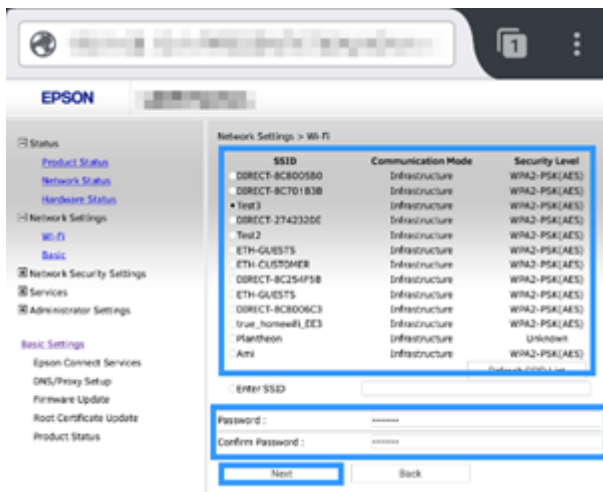 1
EPSON
Status
Product Status
Network Status
Hardware Status
Network Settings
Wi-Fi
Basic
Network Security Settings
Services
Administrator Settings
Basic Settings
Epson Connect Services
DNS/Proxy Setup
Firmware Update
Root Certificate Update
Product Status
Network Settings > Wi-Fi
SSID Communication Mode Security Level
DIRECT-8C800580 Infrastructure WPA2-PSK(AES)
DIRECT-8C701B3B Infrastructure WPA2-PSK(AES)
Test3 Infrastructure WPA2-PSK(AES)
DIRECT-274232DE Infrastructure WPA2-PSK(AES)
Test2 Infrastructure WPA2-PSK(AES)
ETH-GUESTS Infrastructure WPA2-PSK(AES)
ETH-CUSTOMER Infrastructure WPA2-PSK(AES)
DIRECT-8C254F5B Infrastructure WPA2-PSK(AES)
ETH-GUESTS Infrastructure WPA2-PSK(AES)
DIRECT-8C8006C3 Infrastructure WPA2-PSK(AES)
true_homewifi_EE3 Infrastructure WPA2-PSK(AES)
Plantheon Infrastructure Unknown
Ami Infrastructure WPA2-PSK(AES)
Enter SSID
Password :
Confirm Password :
Next Back